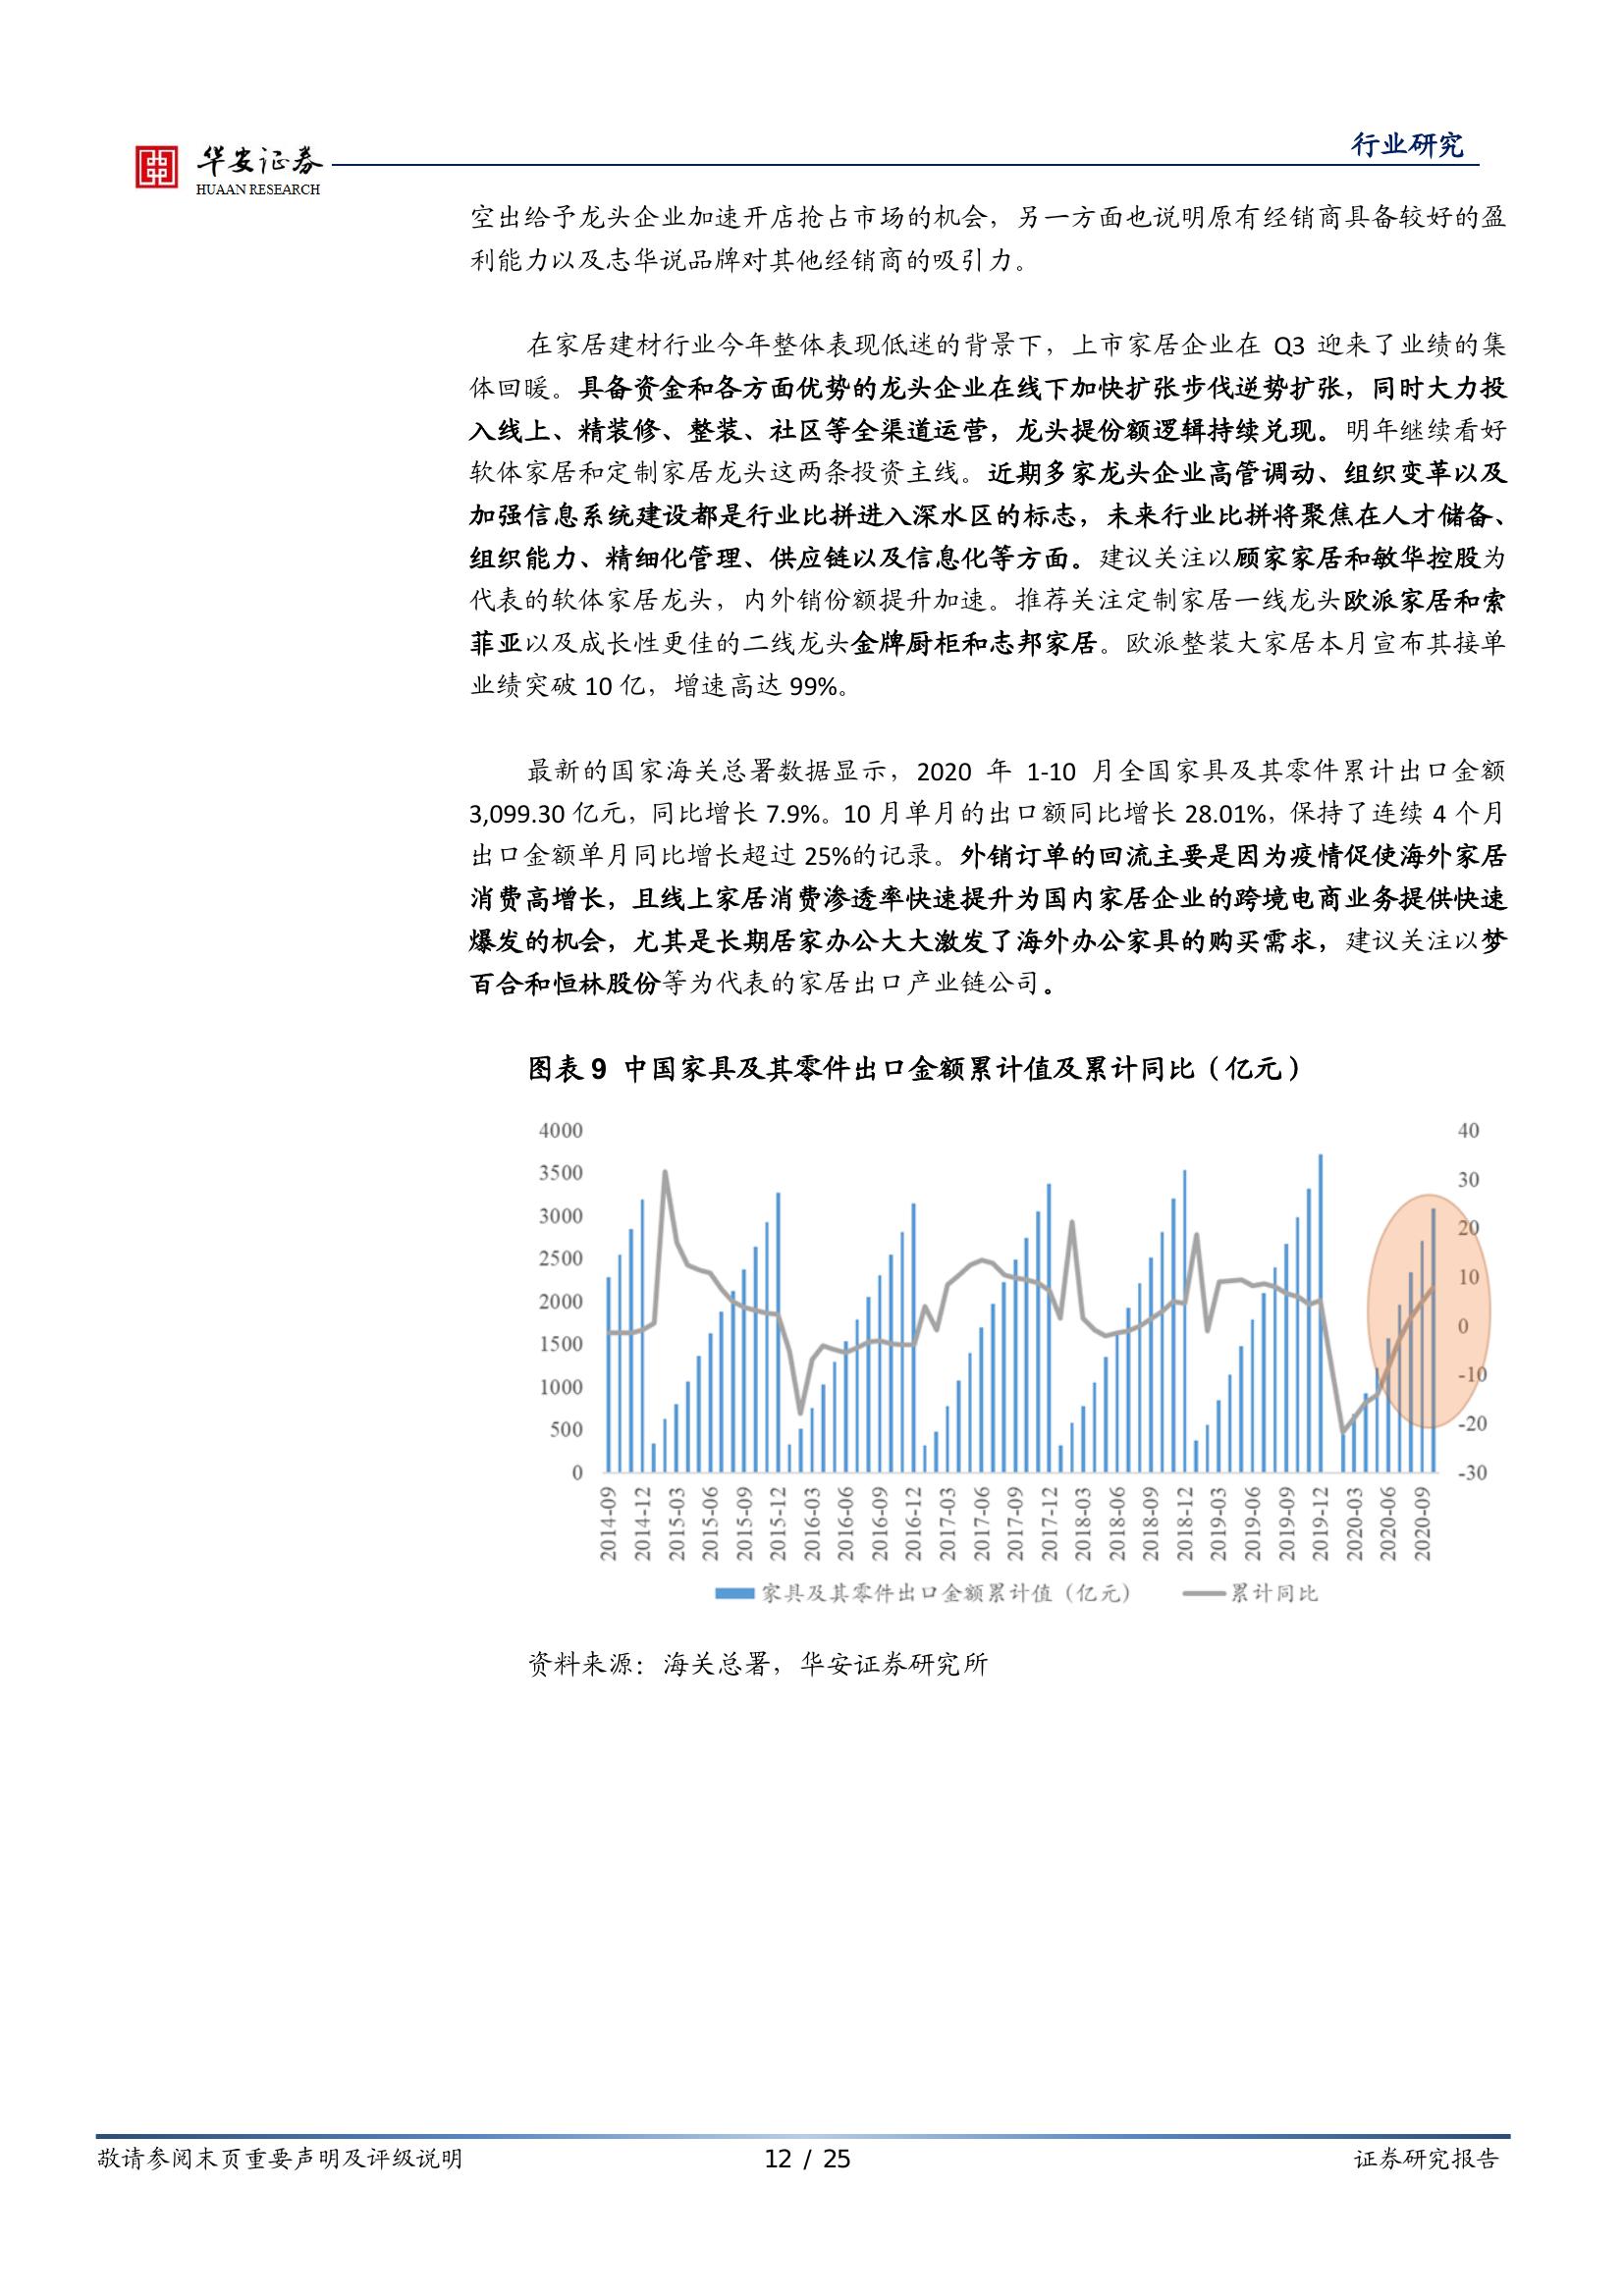 华安证券
HUAAN RESEARCH
行业研究
空出给予龙头企业加速开店抢占市场的机会，另一方面也说明原有经销商具备较好的盈
利能力以及志华说品牌对其他经销商的吸引力。
在家居建材行业今年整体表现低迷的背景下，上市家居企业在 Q3 迎来了业绩的集
体回暖。具备资金和各方面优势的龙头企业在线下加快扩张步伐逆势扩张，同时大力投
入线上、精装修、整装、社区等全渠道运营，龙头提份额逻辑持续兑现。明年继续看好
软体家居和定制家居龙头这两条投资主线。近期多家龙头企业高管调动、组织变革以及
加强信息系统建设都是行业比拼进入深水区的标志，未来行业比拼将聚焦在人才储备、
组织能力、精细化管理、供应链以及信息化等方面。建议关注以顾家家居和敏华控股为
代表的软体家居龙头，内外销份额提升加速。推荐关注定制家居一线龙头欧派家居和索
菲亚以及成长性更佳的二线龙头金牌厨柜和志邦家居。欧派整装大家居本月宣布其接单
业绩突破 10 亿，增速高达 99%。
最新的国家海关总署数据显示，2020 年 1-10 月全国家具及其零件累计出口金额
3,099.30 亿元，同比增长 7.9%。10 月单月的出口额同比增长 28.01%，保持了连续 4 个月
出口金额单月同比增长超过 25%的记录。外销订单的回流主要是因为疫情促使海外家居
消费高增长，且线上家居消费渗透率快速提升为国内家居企业的跨境电商业务提供快速
爆发的机会，尤其是长期居家办公大大激发了海外办公家具的购买需求，建议关注以梦
百合和恒林股份等为代表的家居出口产业链公司。
图表 9 中国家具及其零件出口金额累计值及累计同比（亿元）
4000
3500
3000
2500
2000
1500
1000
500
0
40
30
20
10
0
-10
-20
-30
2014-09
2014-12
2015-03
2015-06
2015-09
2015-12
2016-03
2016-06
2016-09
2016-12
2017-03
2017-06
2017-09
2017-12
2018-03
2018-06
2018-09
2018-12
2019-03
2019-06
2019-09
2019-12
2020-03
2020-06
2020-09
家具及其零件出口金额累计值（亿元）
累计同比
资料来源：海关总署，华安证券研究所
敬请参阅末页重要声明及评级说明
12 / 25
证券研究报告